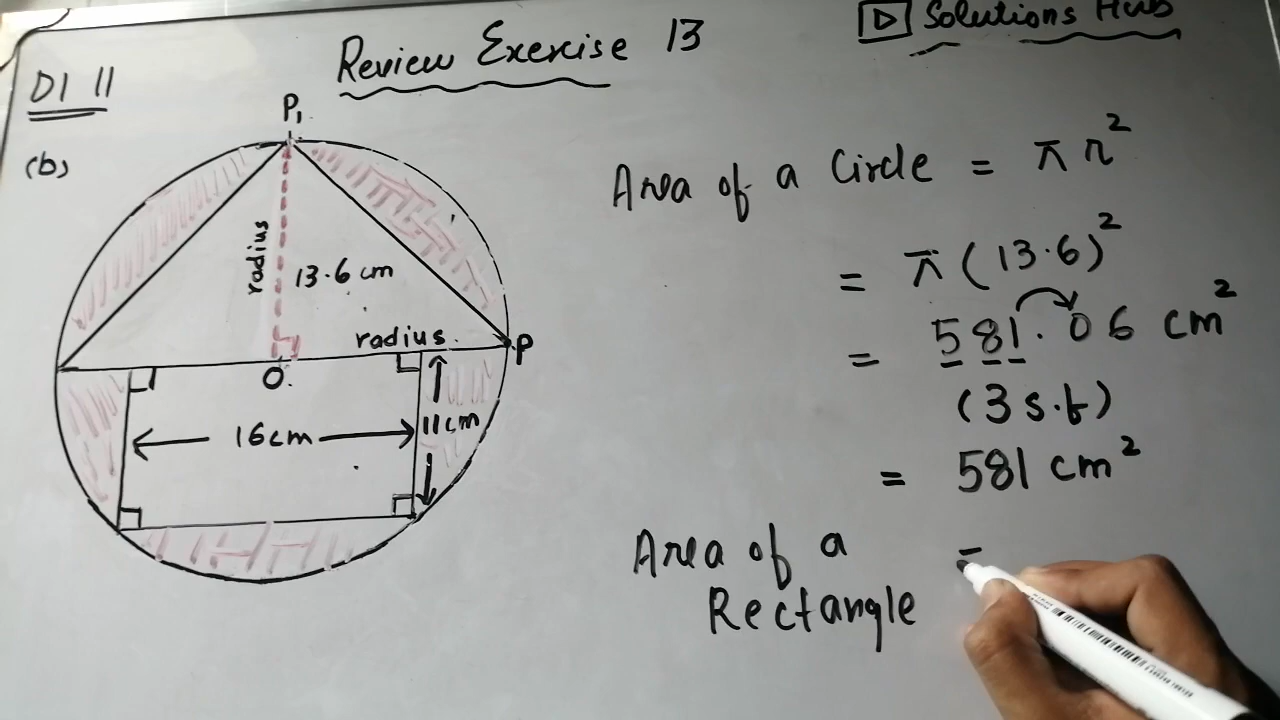 Solutions Hub
Review Exercise 13
D1 11
(b)
P₁
radius
13.6 cm
radius.
P
O.
16cm
11cm
Area of a Circle = π r²
= π (13.6)²
= 581.06 cm²
(3 s.f)
= 581 cm²
Area of a =
Rectangle